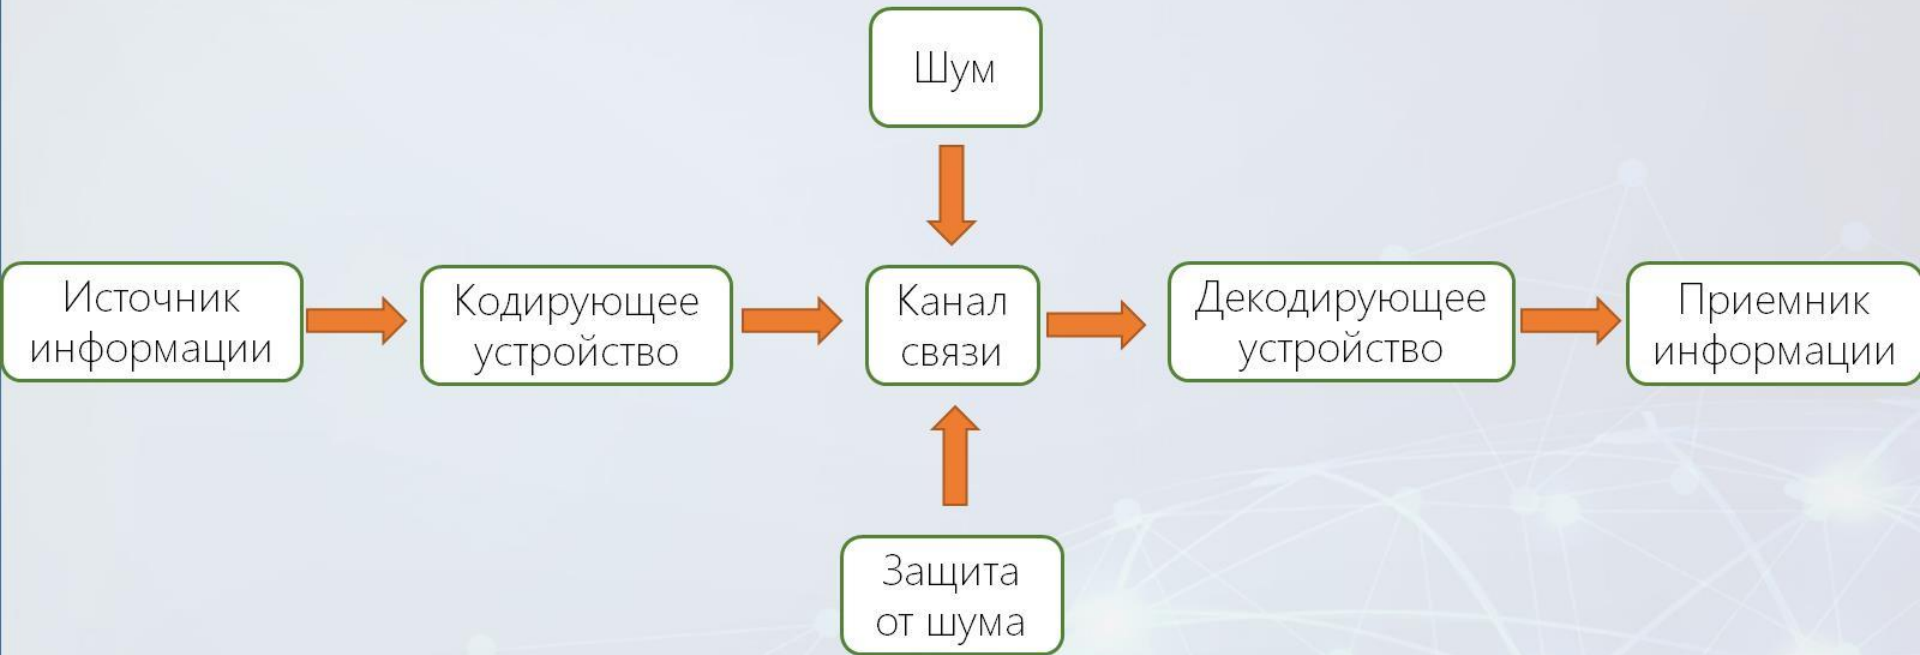 Шум
Источник
информации
Кодирующее
устройство
Канал
связи
Декодирующее
устройство
Приемник
информации
Защита
от шума